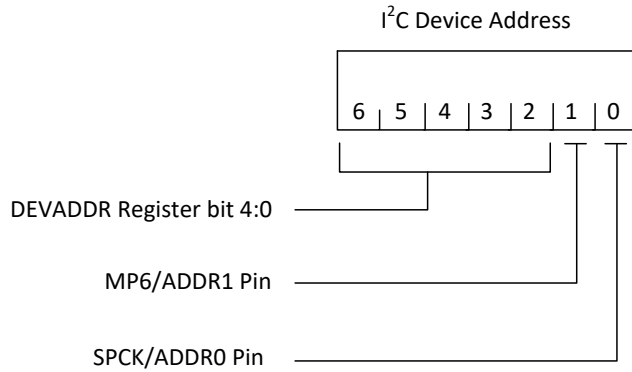 I²C Device Address
6 5 4 3 2 1 0
DEVADDR Register bit 4:0
MP6/ADDR1 Pin
SPCK/ADDR0 Pin